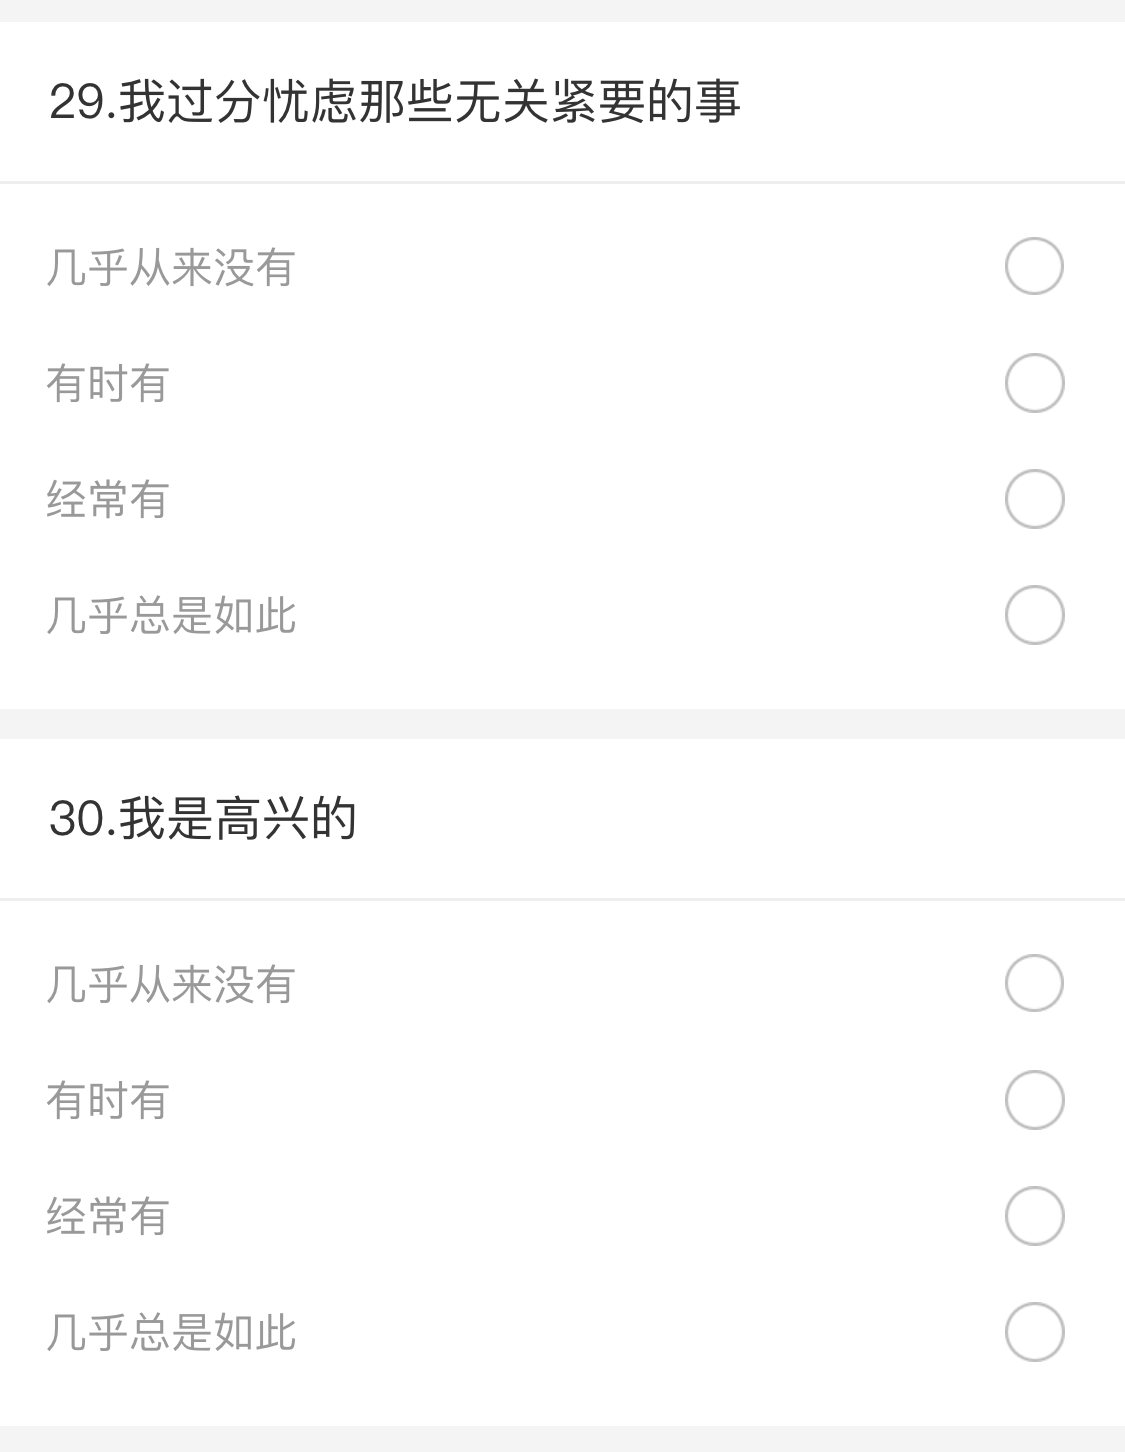 29.我过分忧虑那些无关紧要的事
几乎从来没有
有时有
经常有
几乎总是如此
30.我是高兴的
几乎从来没有
有时有
经常有
几乎总是如此